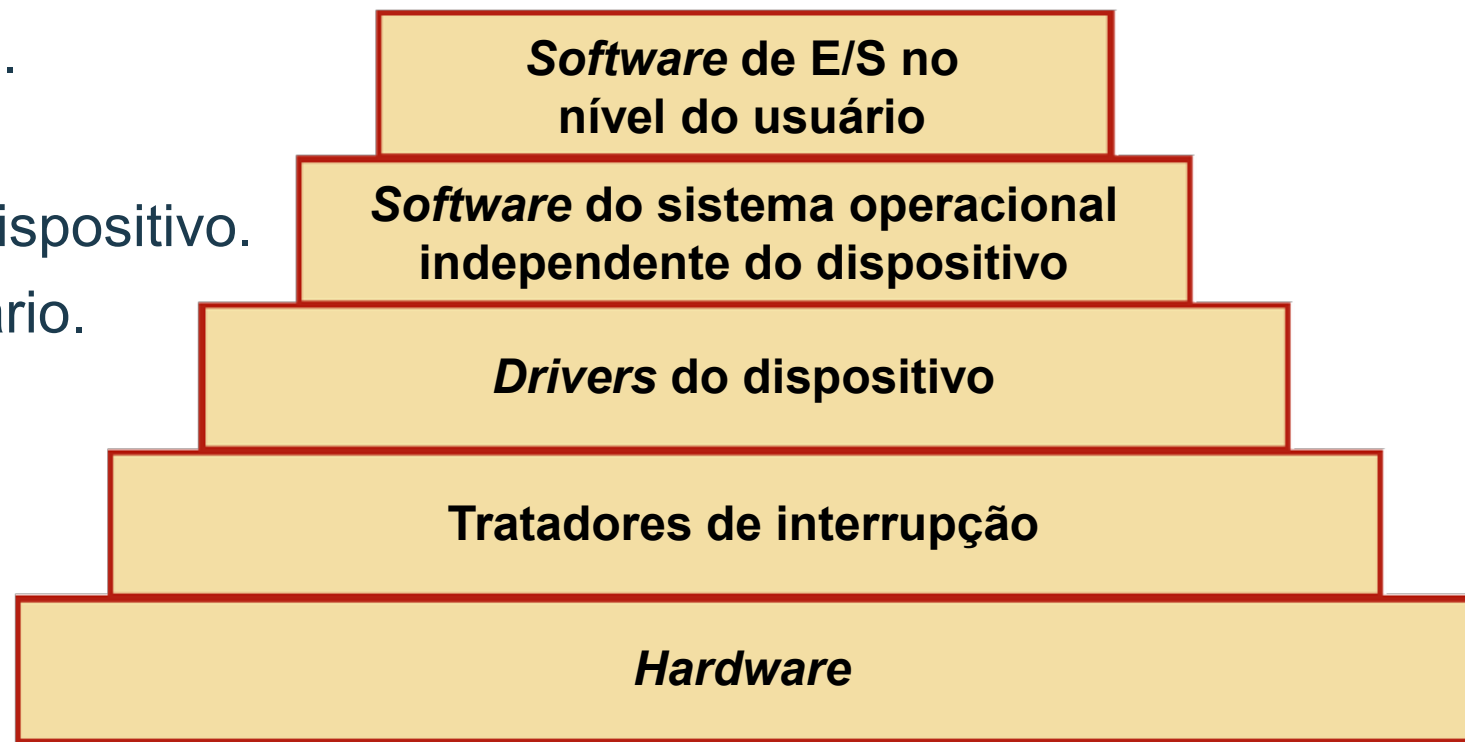 .
Software de E/S no
nível do usuário
ispositivo.
Software do sistema operacional
independente do dispositivo
rio.
Drivers do dispositivo
Tratadores de interrupção
Hardware